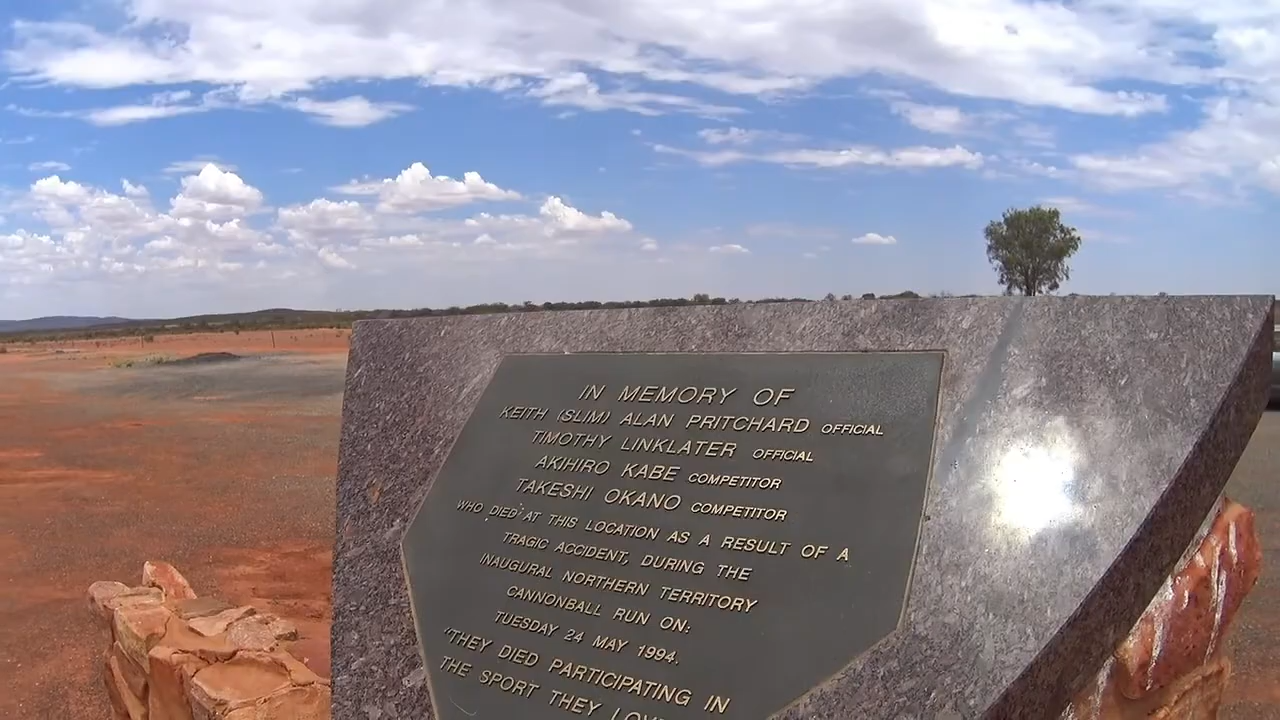 IN MEMORY OF
KEITH (SLIM) ALAN PRITCHARD OFFICIAL
TIMOTHY LINKLATER OFFICIAL
AKIHIRO KABE COMPETITOR
TAKESHI OKANO COMPETITOR
WHO DIED AT THIS LOCATION AS A RESULT OF A
TRAGIC ACCIDENT, DURING THE
INAUGURAL NORTHERN TERRITORY
CANNONBALL RUN ON:
TUESDAY 24 MAY 1994.
"THEY DIED PARTICIPATING IN
THE SPORT THEY